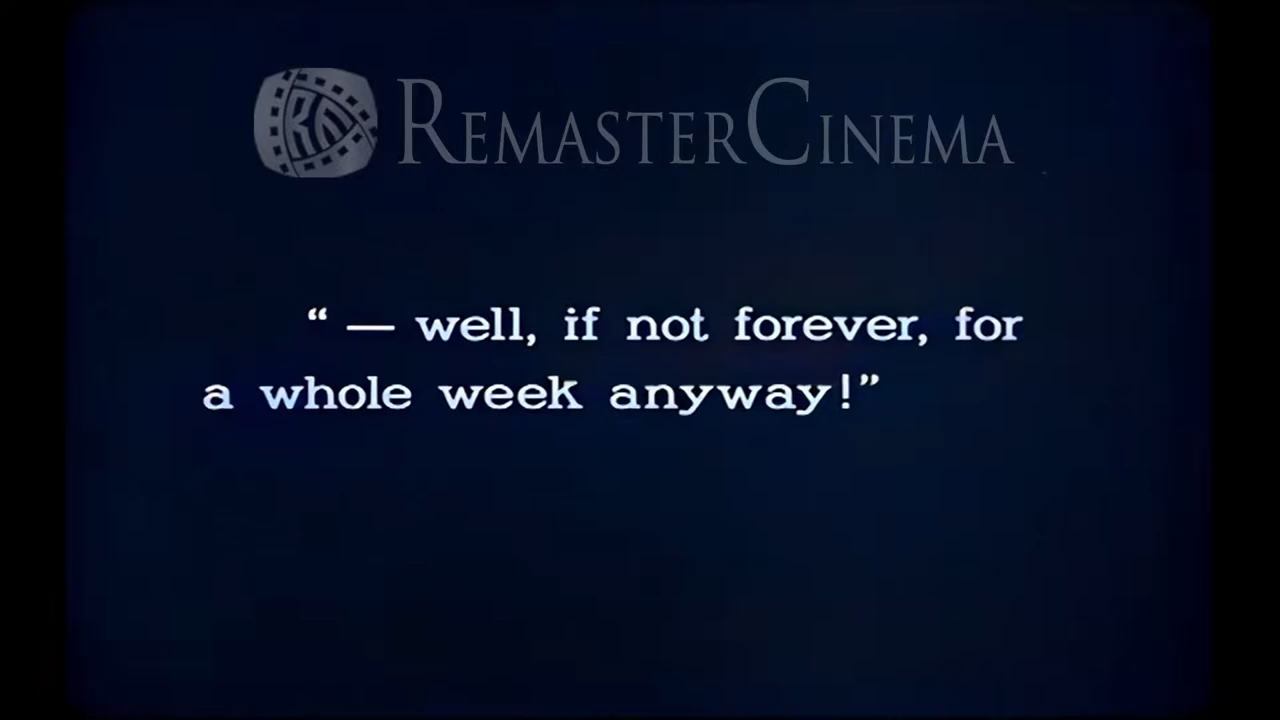 REMASTERCINEMA
“ — well, if not forever, for
a whole week anyway!”